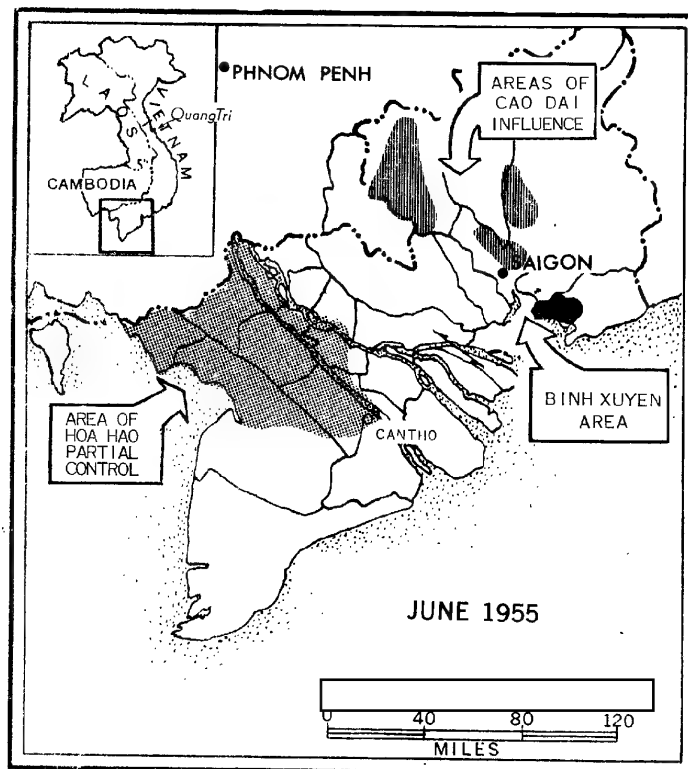 LAOS
VIETNAM
QuangTri
CAMBODIA
PHNOM PENH
AREAS OF
CAO DAI
INFLUENCE
SAIGON
BINH XUYEN
AREA
AREA OF
HOA HAO
PARTIAL
CONTROL
CANTHO
JUNE 1955
0 40 80 120
MILES